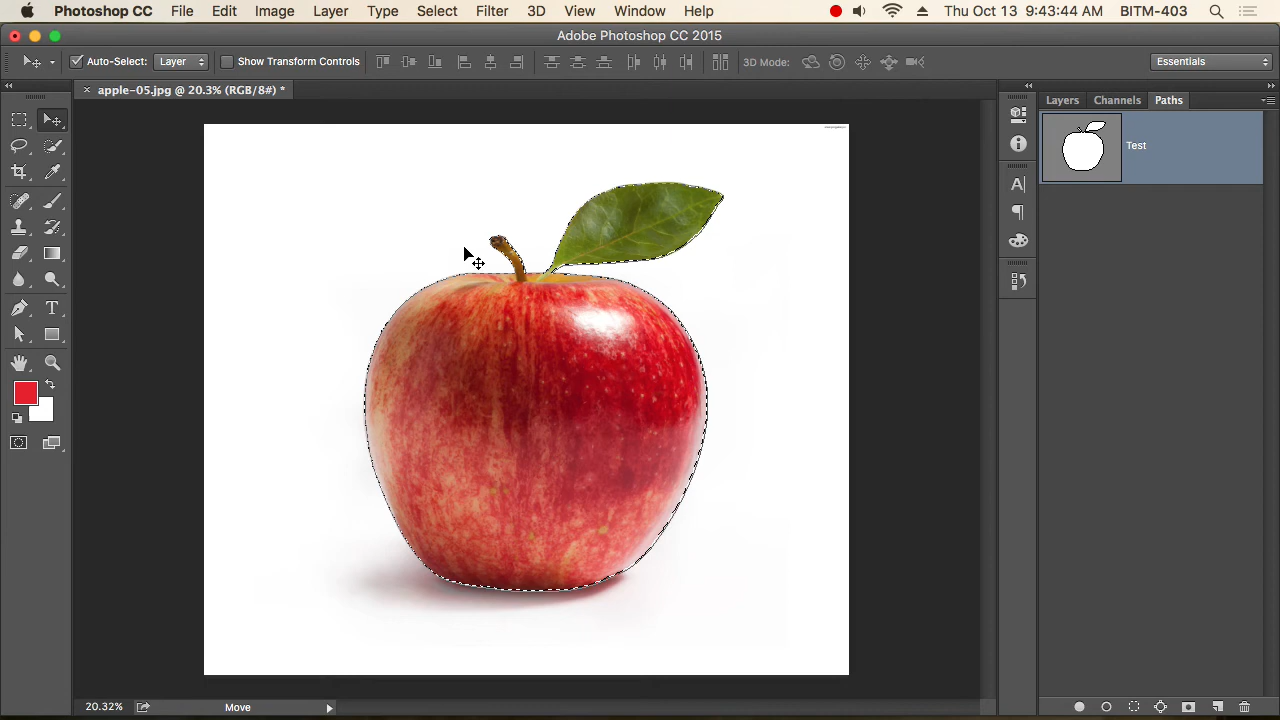 Photoshop CC File Edit Image Layer Type Select Filter 3D View Window Help Thu Oct 13 9:43:44 AM BITM-403
Adobe Photoshop CC 2015
Auto-Select: Layer Show Transform Controls 3D Mode: Essentials
× apple-05.jpg @ 20.3% (RGB/8#) *
Layers Channels Paths
Test
20.32% Move